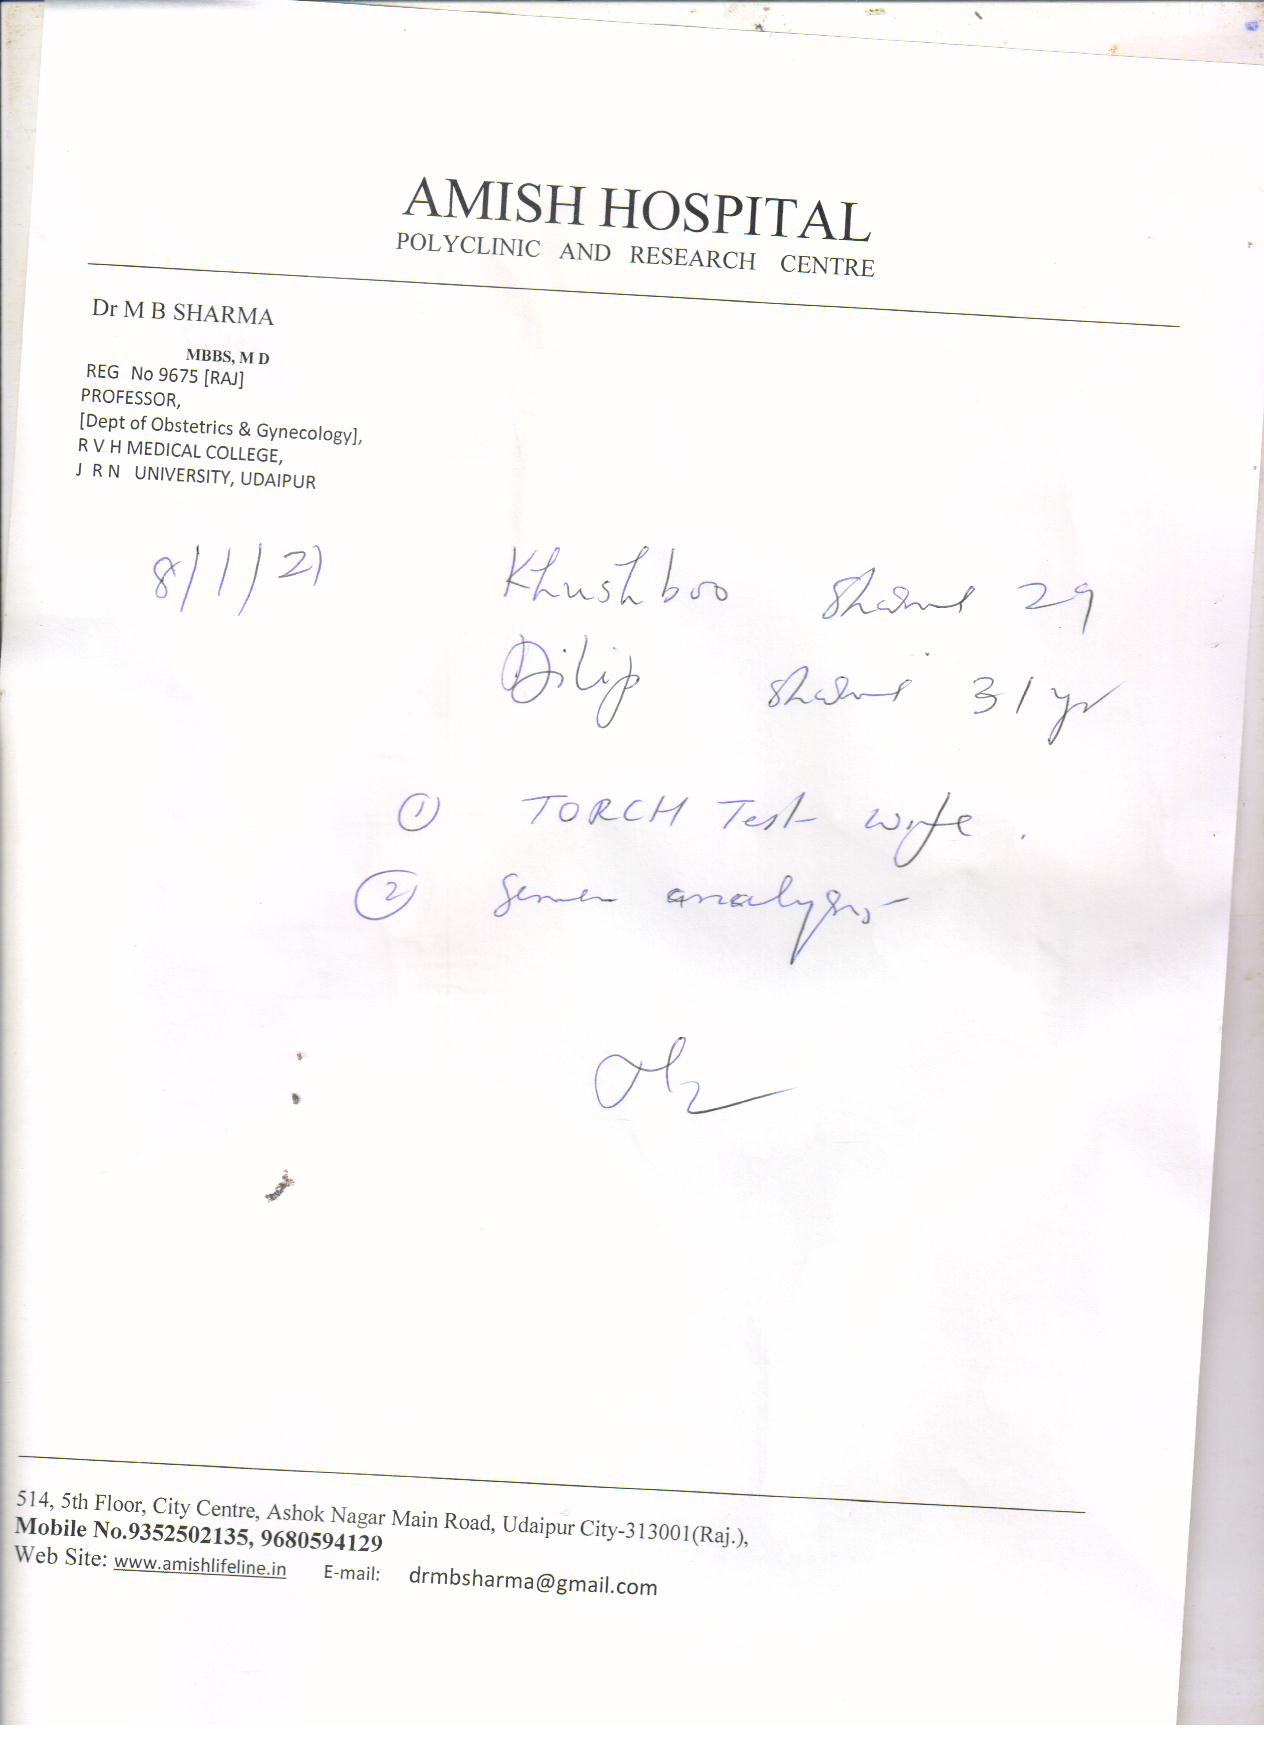 AMISH HOSPITAL
POLYCLINIC AND RESEARCH CENTRE
Dr M B SHARMA
MBBS, M D
REG No 9675 [RAJ]
PROFESSOR,
[Dept of Obstetrics & Gynecology],
R V H MEDICAL COLLEGE,
J R N UNIVERSITY, UDAIPUR
8/1/21 Khushboo Sharma 29
Dilip Sharma 31 yr
① TORCH Test wife.
② Semen analysis
514, 5th Floor, City Centre, Ashok Nagar Main Road, Udaipur City-313001(Raj.),
Mobile No.9352502135, 9680594129
Web Site: www.amishlifeline.in E-mail: drmbsharma@gmail.com